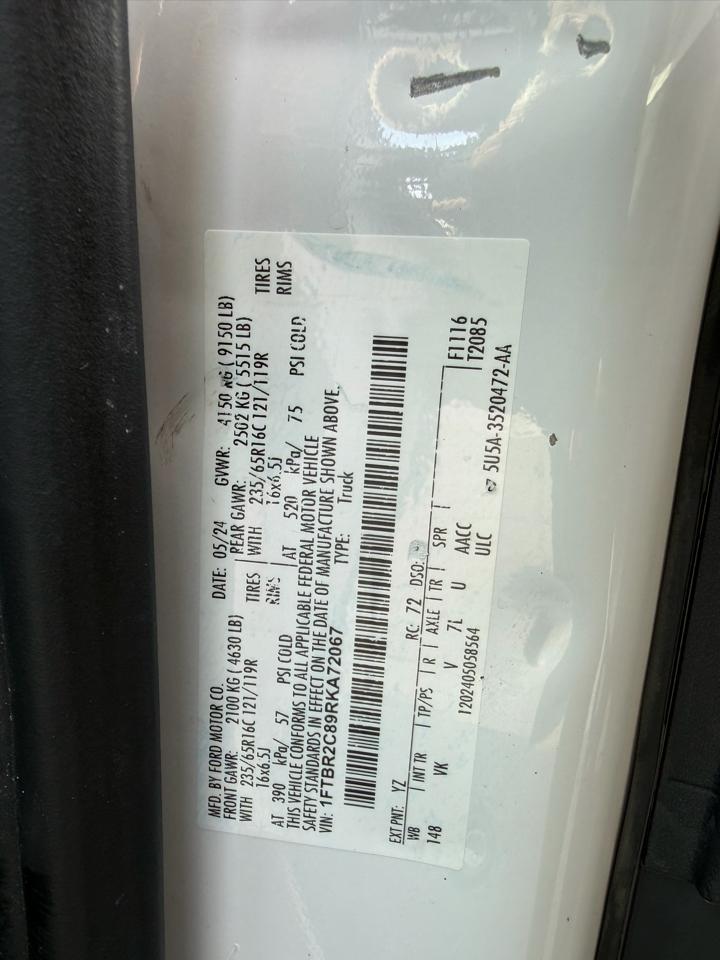 MFD. BY FORD MOTOR CO. DATE: 05/24 GVWR: 4150 KG ( 9150 LB)
FRONT GAWR: 2100 KG ( 4630 LB) REAR GAWR: 2502 KG ( 5515 LB)
WITH 235/65R16C 121/119R TIRES WITH 235/65R16C 121/119R TIRES
16x6.5J RIMS 16x6.5J RIMS
AT 390 kPa/ 57 PSI COLD AT 520 kPa/ 75 PSI COLD
THIS VEHICLE CONFORMS TO ALL APPLICABLE FEDERAL MOTOR VEHICLE
SAFETY STANDARDS IN EFFECT ON THE DATE OF MANUFACTURE SHOWN ABOVE.
VIN: 1FTBR2C89RKA72067 TYPE: Truck
EXT PNT: YZ RC: 72 DSO: F1116
WB INT TR TP/PS R AXLE TR SPR T2085
148 VK V 7L U AACC
1202405058564 ULC 5U5A-3520472-AA